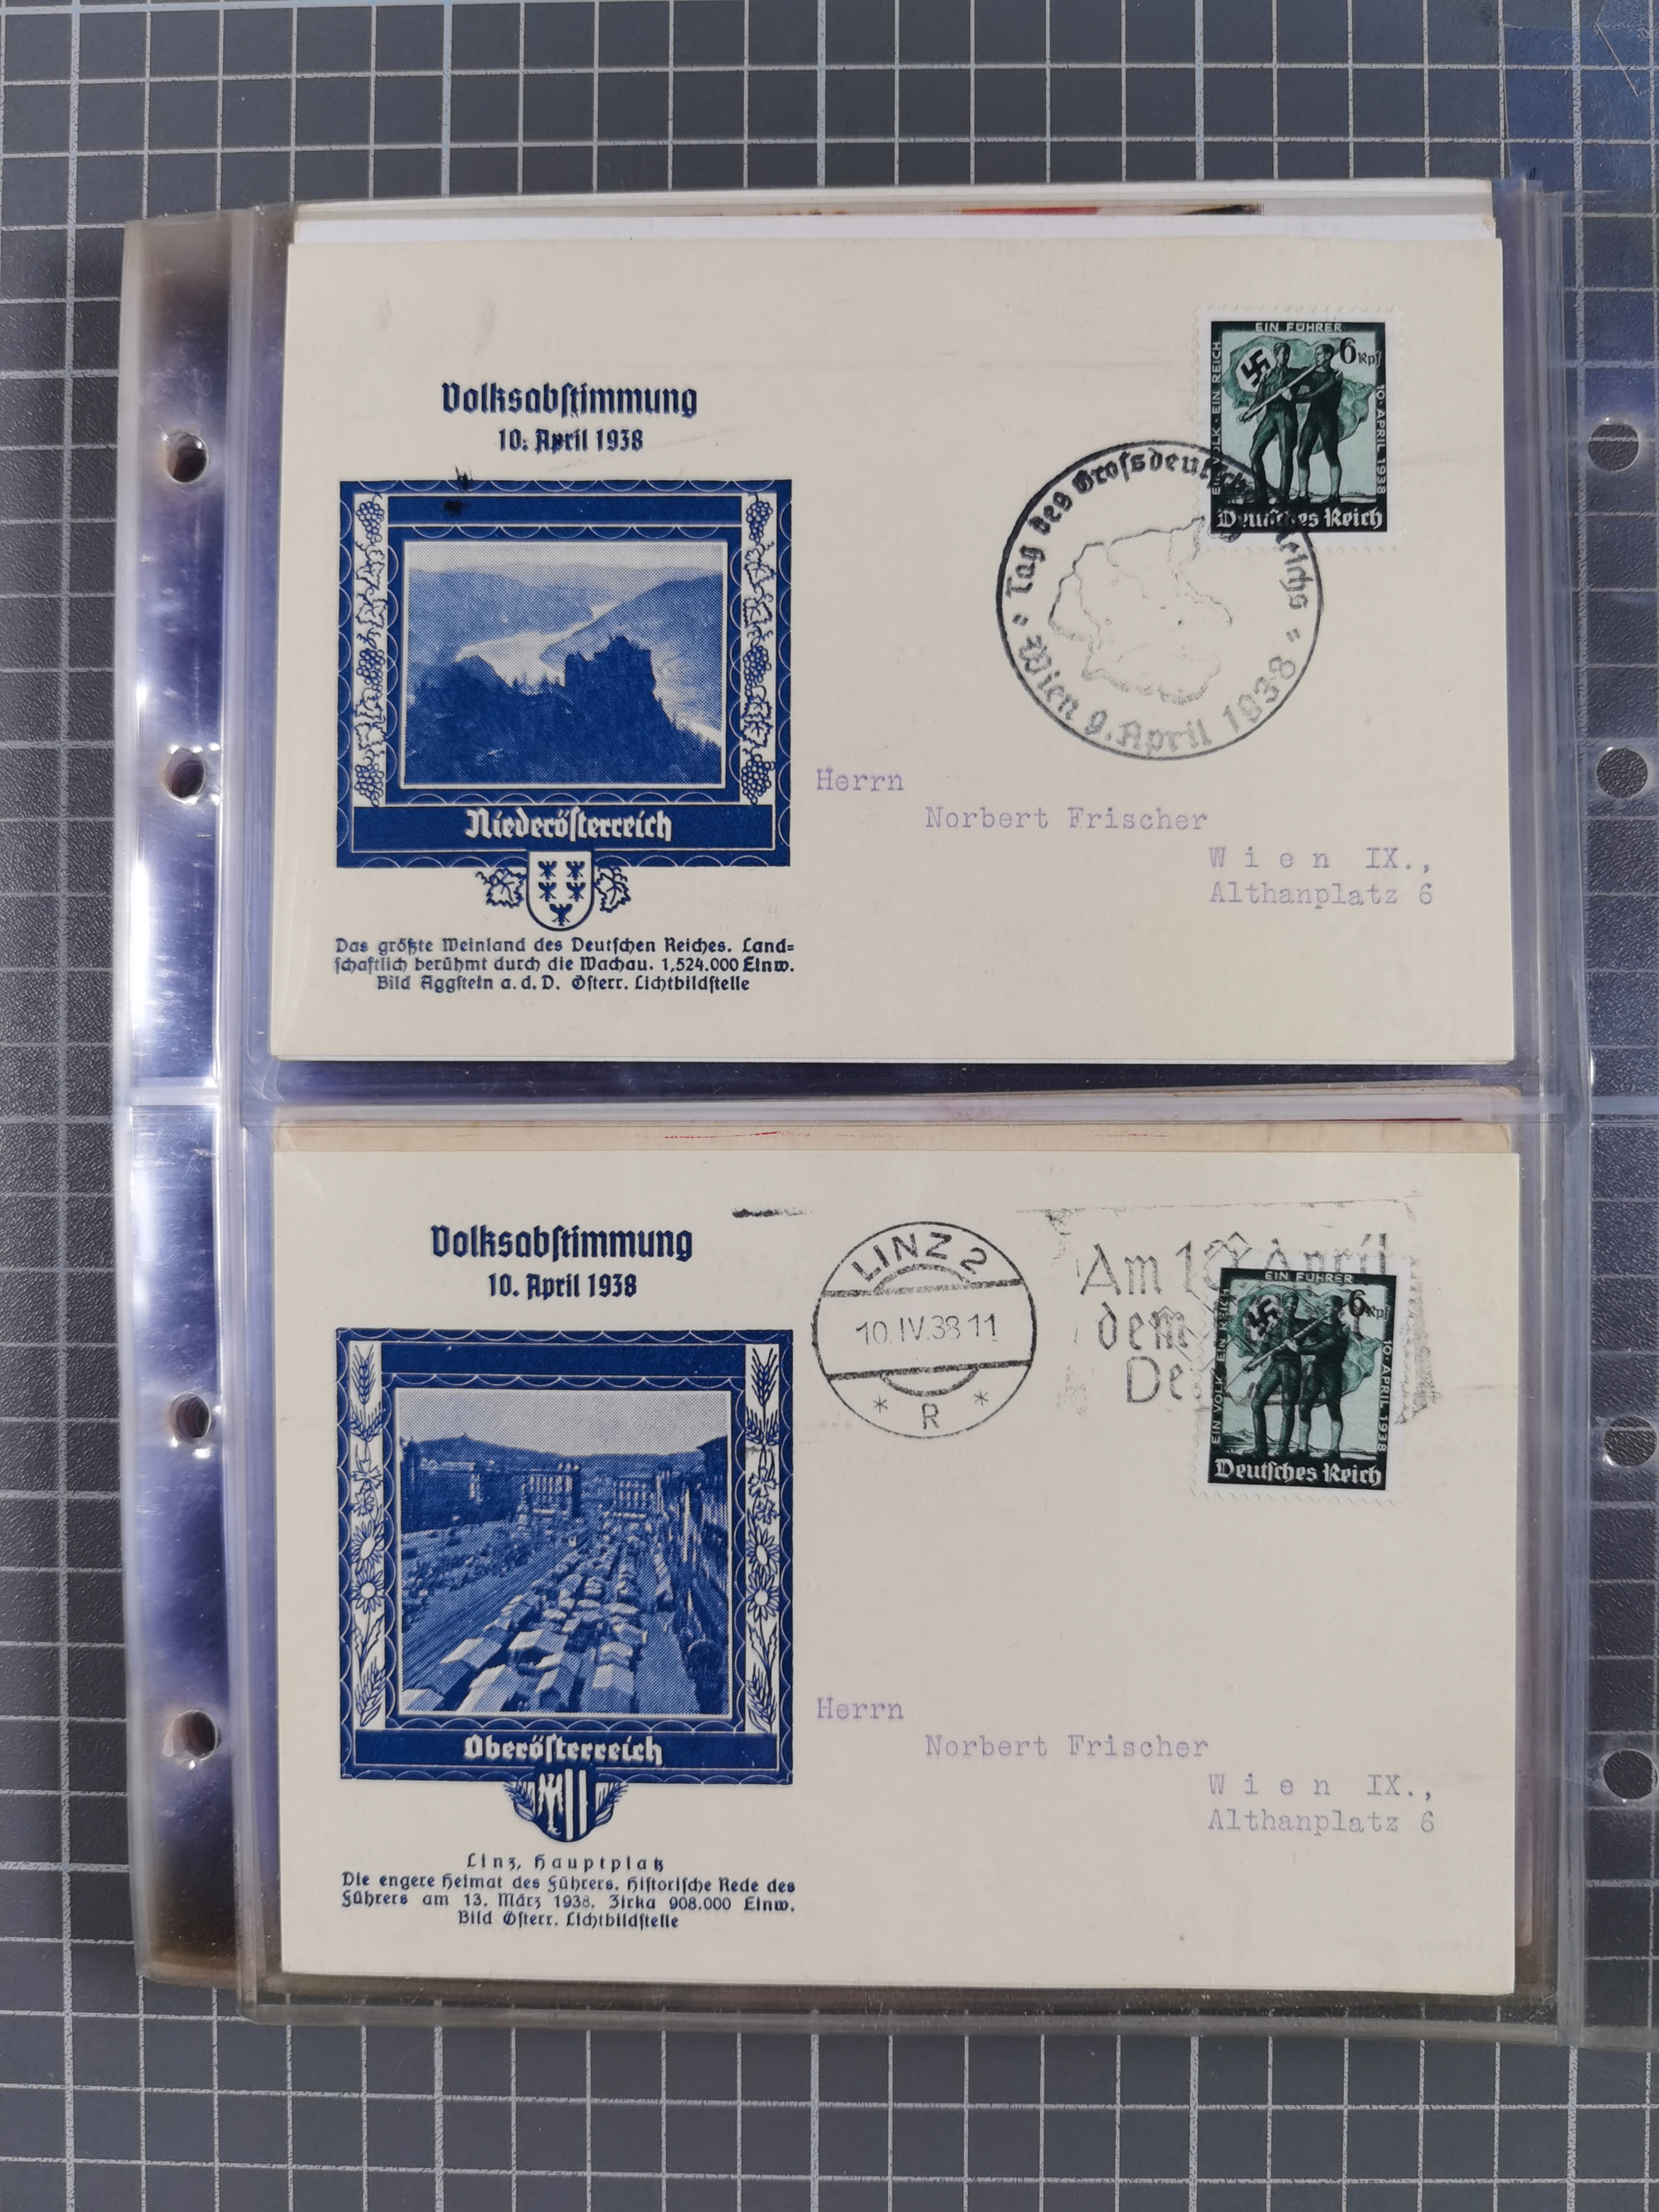 Volksabstimmung
10. April 1938
Niederösterreich
Das größte Weinland des Deutschen Reiches. Land=
schaftlich berühmt durch die Wachau. 1,524.000 Einw.
Bild Aggstein a. d. D. Österr. Lichtbildstelle
EIN FÜHRER
EIN VOLK · EIN REICH
6 Rpf
10. APRIL 1938
Deutsches Reich
Tag des Grossdeutschen Reichs
Wien 9. April 1938
Herrn
Norbert Frischer
Wien IX.,
Althanplatz 6
Volksabstimmung
10. April 1938
Oberösterreich
Linz, Hauptplatz
Die engere Heimat des Führers. Historische Rede des
Führers am 13. März 1938. Zirka 908.000 Einw.
Bild Österr. Lichtbildstelle
LINZ 2
10.IV.38 11
* R *
Am 10. April
dem
De
EIN FÜHRER
EIN VOLK · EIN REICH
6 Rpf
10. APRIL 1938
Deutsches Reich
Herrn
Norbert Frischer
Wien IX.,
Althanplatz 6